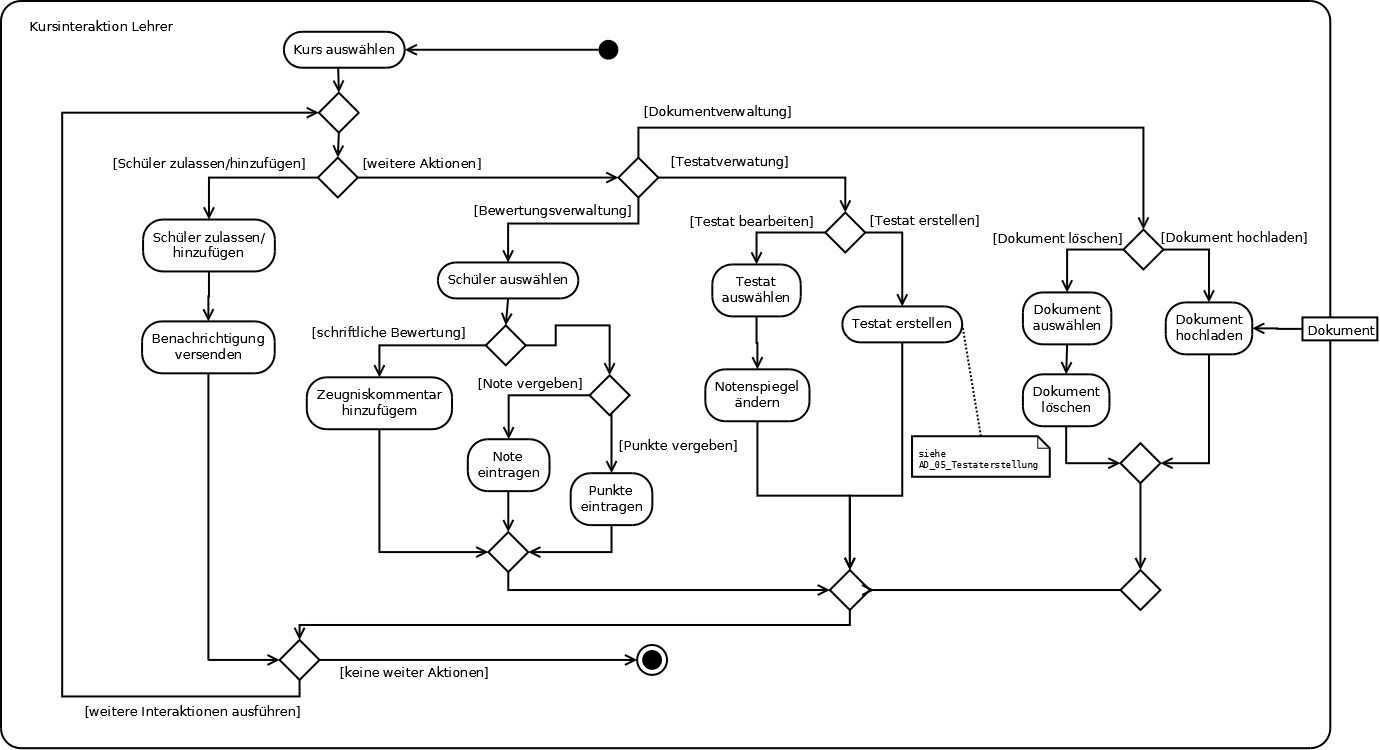 Kursinteraktion Lehrer
Kurs auswählen
[Dokumentverwaltung]
[Schüler zulassen/hinzufügen]
[weitere Aktionen]
[Testatverwatung]
[Bewertungsverwaltung]
[Testat bearbeiten]
[Testat erstellen]
[Dokument löschen]
[Dokument hochladen]
Schüler zulassen/
hinzufügen
Schüler auswählen
Testat
auswählen
Testat erstellen
Dokument
auswählen
Dokument
hochladen
Dokument
Benachrichtigung
versenden
[schriftliche Bewertung]
Zeugniskommentar
hinzufügem
[Note vergeben]
Notenspiegel
ändern
Dokument
löschen
[Punkte vergeben]
Note
eintragen
siehe
AD_05_Testaterstellung
Punkte
eintragen
[keine weiter Aktionen]
[weitere Interaktionen ausführen]